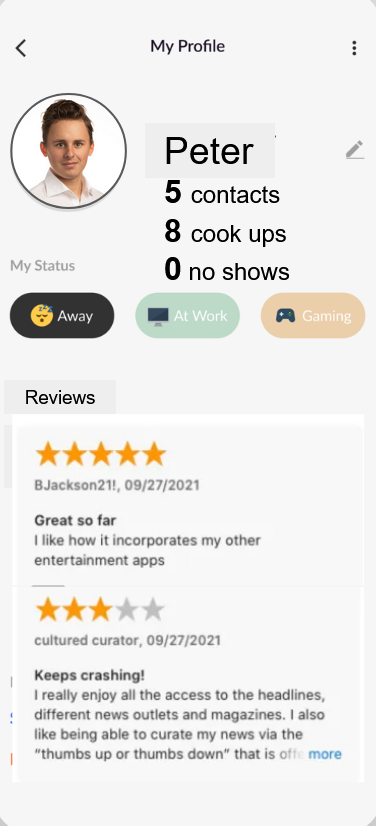 My Profile
Peter
5 contacts
8 cook ups
0 no shows
My Status
Away
At Work
Gaming
Reviews
BJackson21!, 09/27/2021
Great so far
I like how it incorporates my other
entertainment apps
cultured curator, 09/27/2021
Keeps crashing!
I really enjoy all the access to the headlines,
different news outlets and magazines. I also
like being able to curate my news via the
“thumbs up or thumbs down” that is offe more